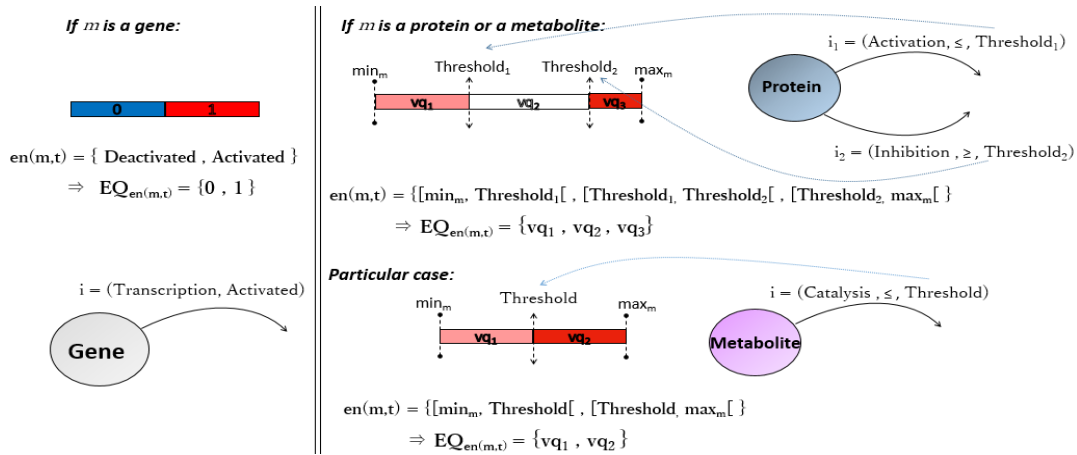 If m is a gene:
0 1
en(m,t) = { Deactivated , Activated }
⇒ EQen(m,t) = {0 , 1 }
i = (Transcription, Activated)
Gene
If m is a protein or a metabolite:
minm Threshold1 Threshold2 maxm
vq1 vq2 vq3
i1 = (Activation, ≤ , Threshold1)
Protein
i2 = (Inhibition , ≥, Threshold2)
en(m,t) = {[minm, Threshold1[ , [Threshold1, Threshold2[ , [Threshold2, maxm[ }
⇒ EQen(m,t) = {vq1 , vq2 , vq3}
Particular case:
minm Threshold maxm
vq1 vq2
i = (Catalysis , ≤, Threshold)
Metabolite
en(m,t) = {[minm, Threshold[ , [Threshold, maxm[ }
⇒ EQen(m,t) = {vq1 , vq2 }